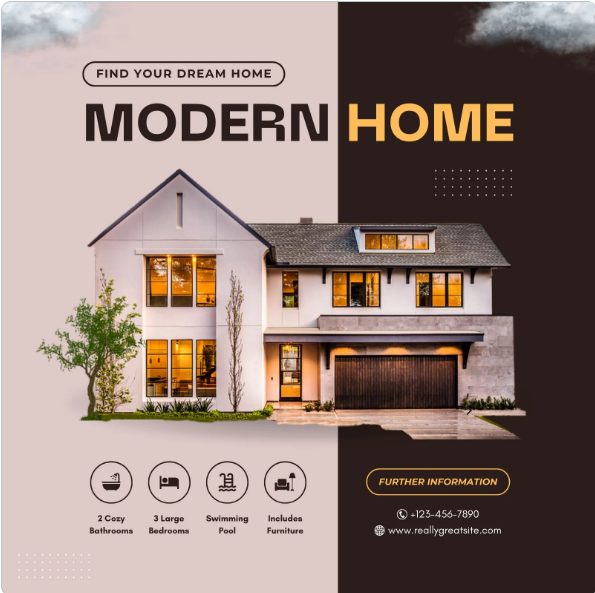 FIND YOUR DREAM HOME
MODERN HOME
2 Cozy
Bathrooms
3 Large
Bedrooms
Swimming
Pool
Includes
Furniture
FURTHER INFORMATION
+123-456-7890
www.reallygreatsite.com